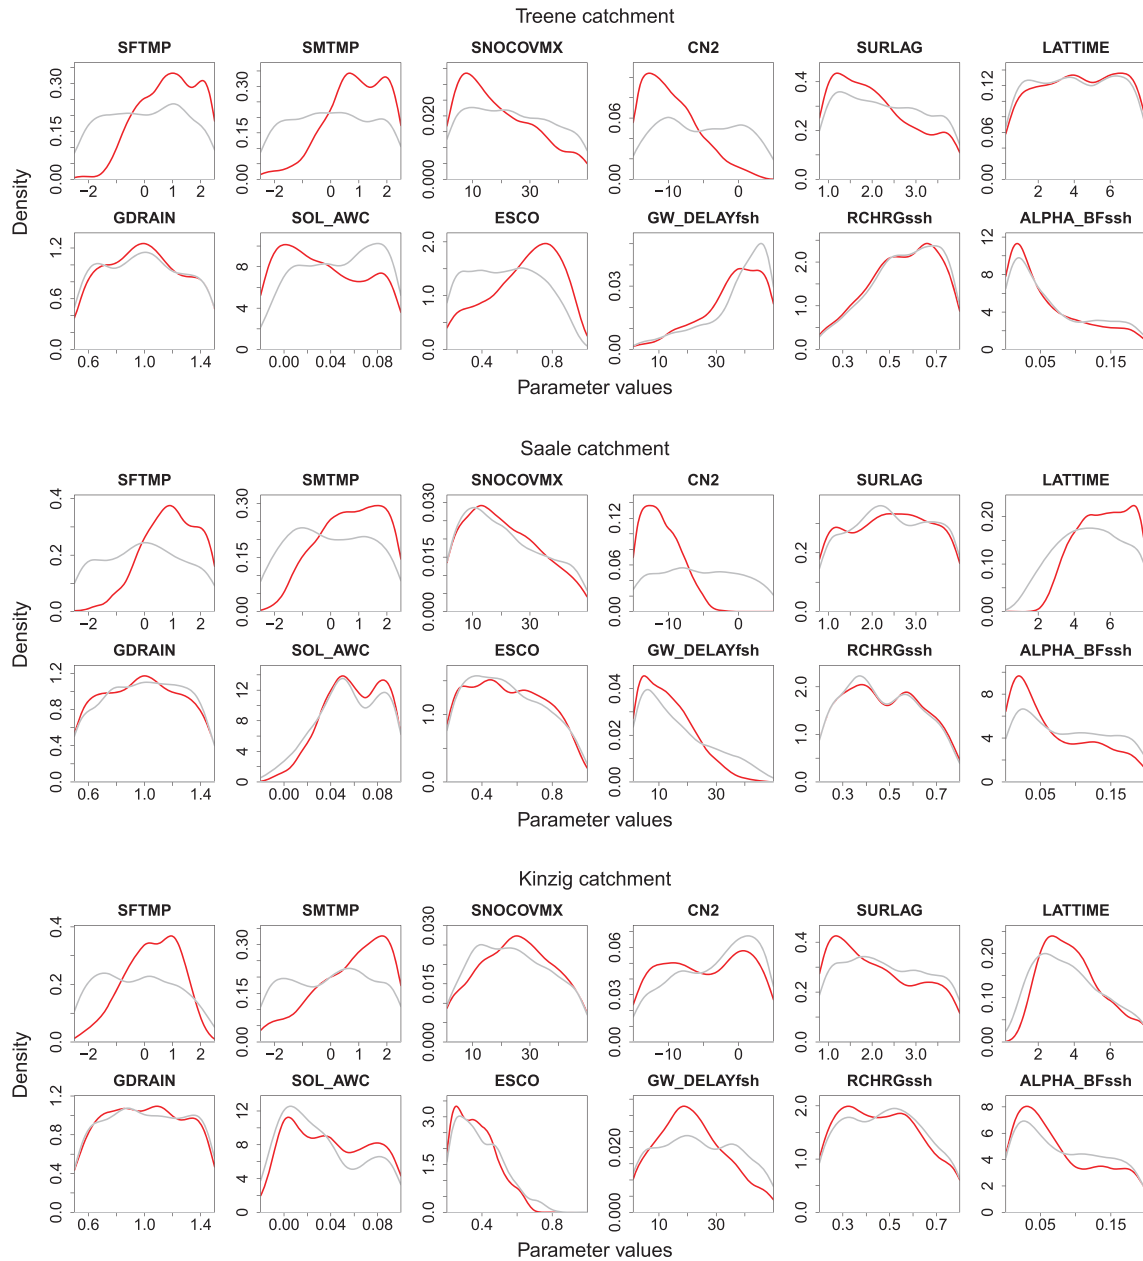 Treene catchment
SFTMP SMTMP SNOCOVMX CN2 SURLAG LATTIME
0.00 0.15 0.30 0.00 0.15 0.30 0.000 0.020 0.00 0.06 0.0 0.2 0.4 0.00 0.06 0.12
−2 0 1 2 −2 0 1 2 10 30 −10 0 1.0 2.0 3.0 2 4 6
Density
GDRAIN SOL_AWC ESCO GW_DELAYfsh RCHRGssh ALPHA_BFssh
0.0 0.6 1.2 0 4 8 0.0 1.0 2.0 0.00 0.03 0.0 1.0 2.0 0 4 8 12
0.6 1.0 1.4 0.00 0.04 0.08 0.4 0.8 10 30 0.3 0.5 0.7 0.05 0.15
Parameter values
Saale catchment
SFTMP SMTMP SNOCOVMX CN2 SURLAG LATTIME
0.0 0.2 0.4 0.00 0.15 0.30 0.000 0.015 0.030 0.00 0.06 0.12 0.0 0.2 0.00 0.10 0.20
−2 0 1 2 −2 0 1 2 10 30 −10 0 1.0 2.0 3.0 2 4 6
Density
GDRAIN SOL_AWC ESCO GW_DELAYfsh RCHRGssh ALPHA_BFssh
0.0 0.4 0.8 1.2 0 4 8 12 0.0 1.0 0.00 0.02 0.04 0.0 1.0 2.0 0 4 8
0.6 1.0 1.4 0.00 0.04 0.08 0.4 0.8 10 30 0.3 0.5 0.7 0.05 0.15
Parameter values
Kinzig catchment
SFTMP SMTMP SNOCOVMX CN2 SURLAG LATTIME
0.0 0.2 0.4 0.00 0.15 0.30 0.000 0.015 0.030 0.00 0.03 0.06 0.0 0.2 0.4 0.00 0.10 0.20
−2 0 1 2 −2 0 1 2 10 30 −10 0 1.0 2.0 3.0 2 4 6
Density
GDRAIN SOL_AWC ESCO GW_DELAYfsh RCHRGssh ALPHA_BFssh
0.0 0.4 0.8 1.2 0 4 8 12 0.0 1.5 3.0 0.000 0.020 0.0 1.0 2.0 0 2 4 6 8
0.6 1.0 1.4 0.00 0.04 0.08 0.4 0.8 10 30 0.3 0.5 0.7 0.05 0.15
Parameter values